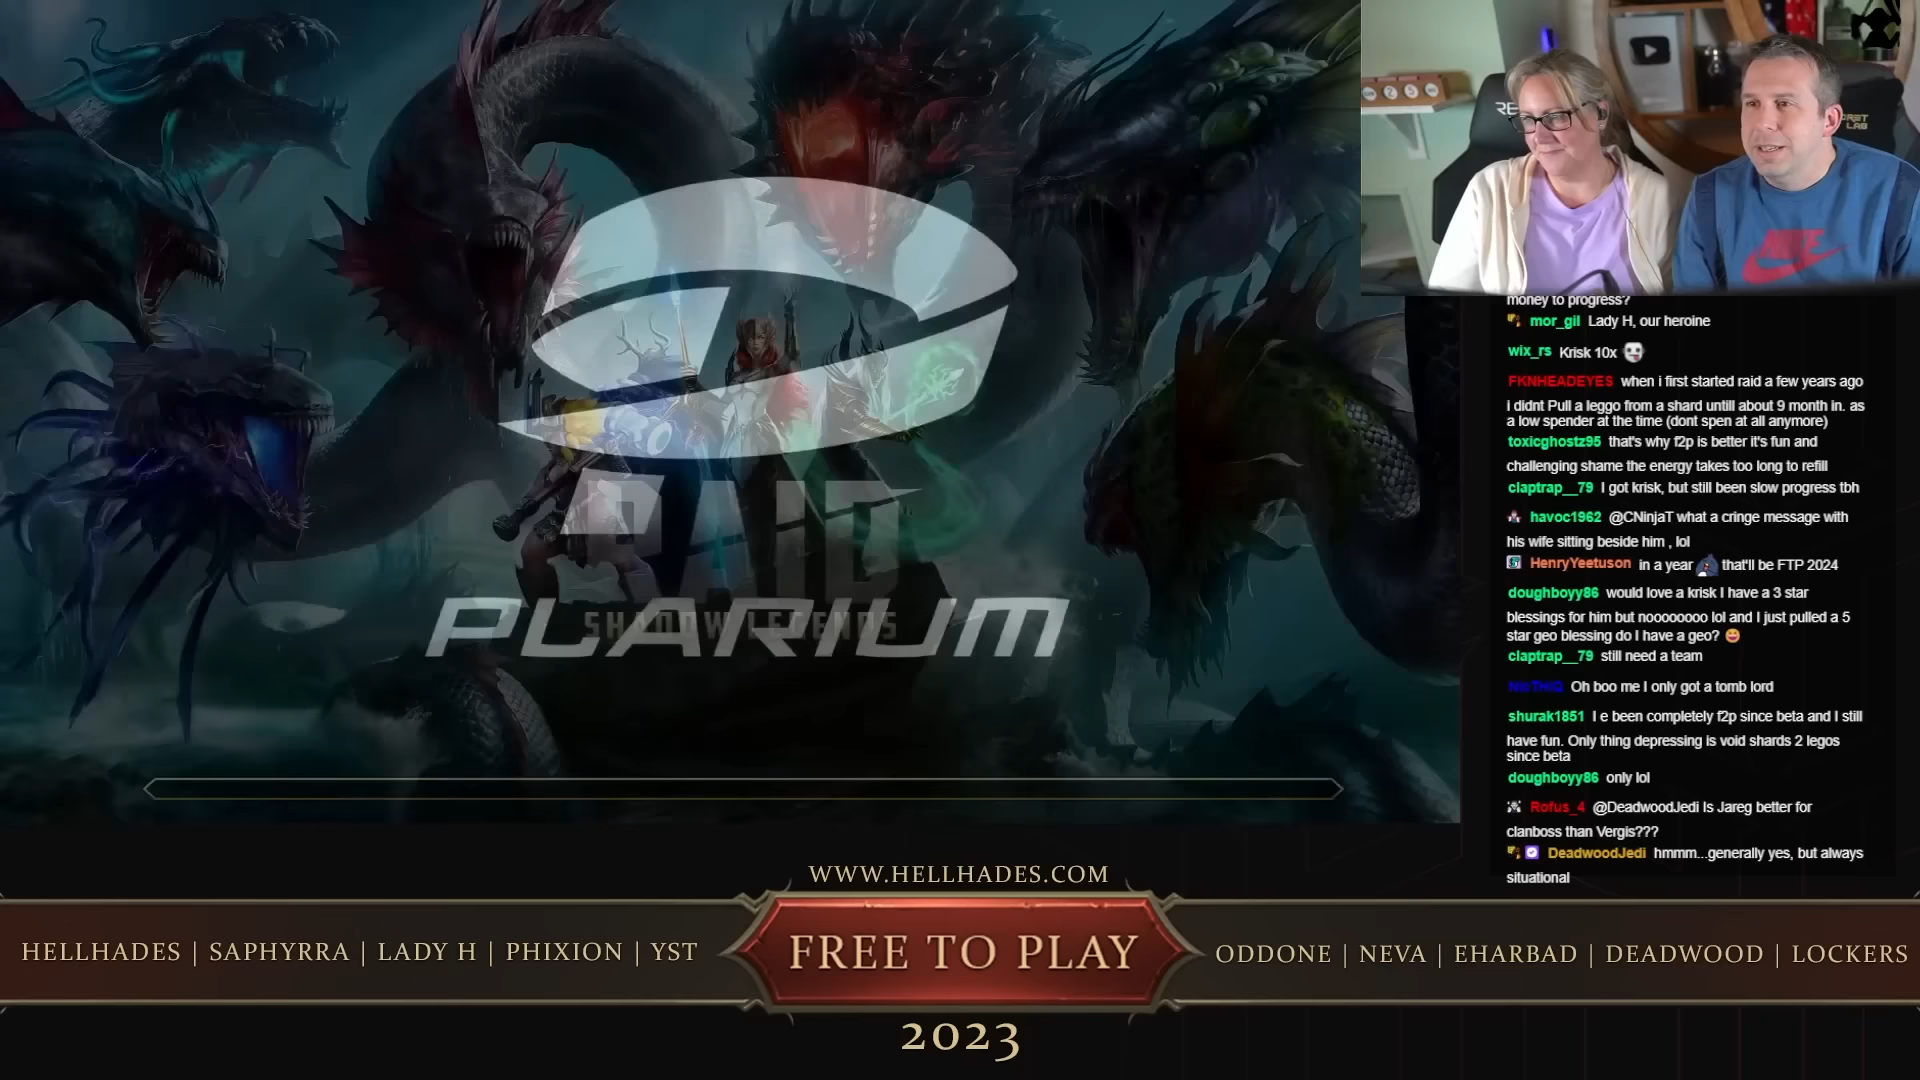 PLARIUM
RAID
SHADOW LEGENDS
money to progress?
mor_gil Lady H, our heroine
wix_rs Krisk 10x
FKNHEADEYES when i first started raid a few years ago
i didnt Pull a leggo from a shard untill about 9 month in. as
a low spender at the time (dont spen at all anymore)
toxicghostz95 that's why f2p is better it's fun and
challenging shame the energy takes too long to refill
claptrap__79 I got krisk, but still been slow progress tbh
havoc1962 @CNinjaT what a cringe message with
his wife sitting beside him , lol
HenryYeetuson in a year that'll be FTP 2024
doughboyy86 would love a krisk I have a 3 star
blessings for him but noooooooo lol and I just pulled a 5
star geo blessing do I have a geo?
claptrap__79 still need a team
Oh boo me I only got a tomb lord
shurak1851 I e been completely f2p since beta and I still
have fun. Only thing depressing is void shards 2 legos
since beta
doughboyy86 only lol
Rofus_4 @DeadwoodJedi Is Jareg better for
clanboss than Vergis???
DeadwoodJedi hmmm...generally yes, but always
situational
WWW.HELLHADES.COM
HELLHADES | SAPHYRRA | LADY H | PHIXION | YST
FREE TO PLAY
ODDONE | NEVA | EHARBAD | DEADWOOD | LOCKERS
2023